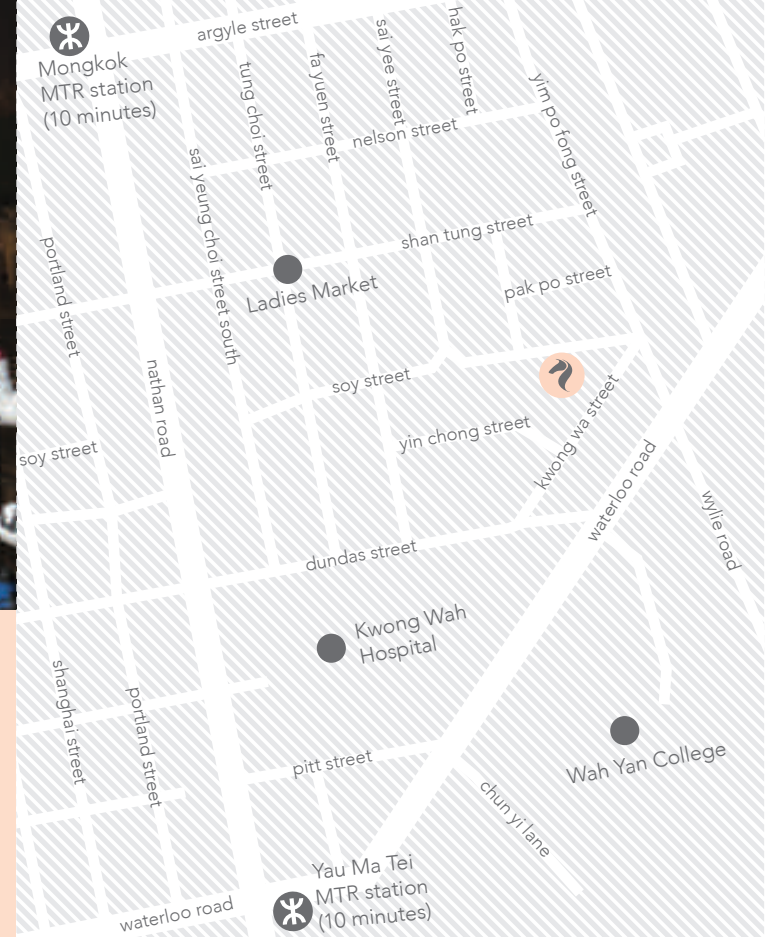 argyle street
hak po street
sai yee street
fa yuen street
tung choi street
Mongkok
MTR station
(10 minutes)
yim po fong street
nelson street
sai yeung choi street south
shan tung street
portland street
pak po street
Ladies Market
nathan road
soy street
kwong wa street
yin chong street
soy street
waterloo road
wylie road
dundas street
Kwong Wah
Hospital
shanghai street
portland street
Wah Yan College
pitt street
chun yi lane
Yau Ma Tei
MTR station
(10 minutes)
waterloo road